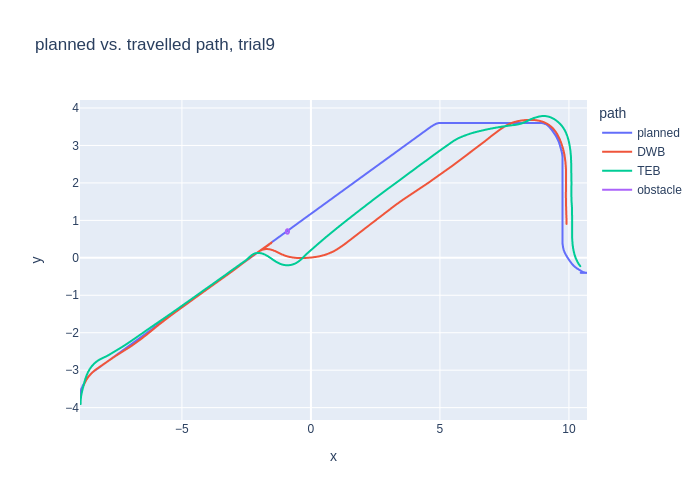 planned vs. travelled path, trial9
path
planned
DWB
TEB
obstacle
4
3
2
1
0
−1
−2
−3
−4
y
−5
0
5
10
x